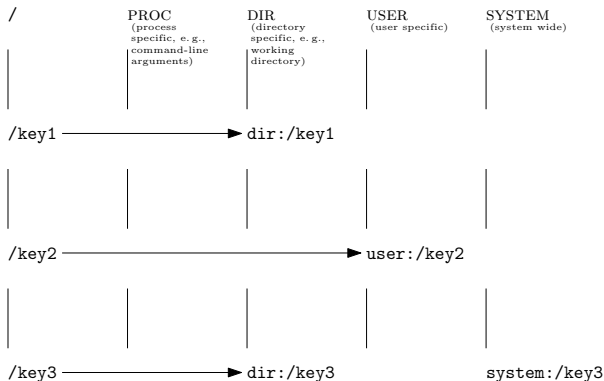 / PROC DIR USER SYSTEM
(process (directory (user specific) (system wide)
specific, e.g., specific, e.g.,
command-line working
arguments) directory)
/key1 dir:/key1
/key2 user:/key2
/key3 dir:/key3 system:/key3